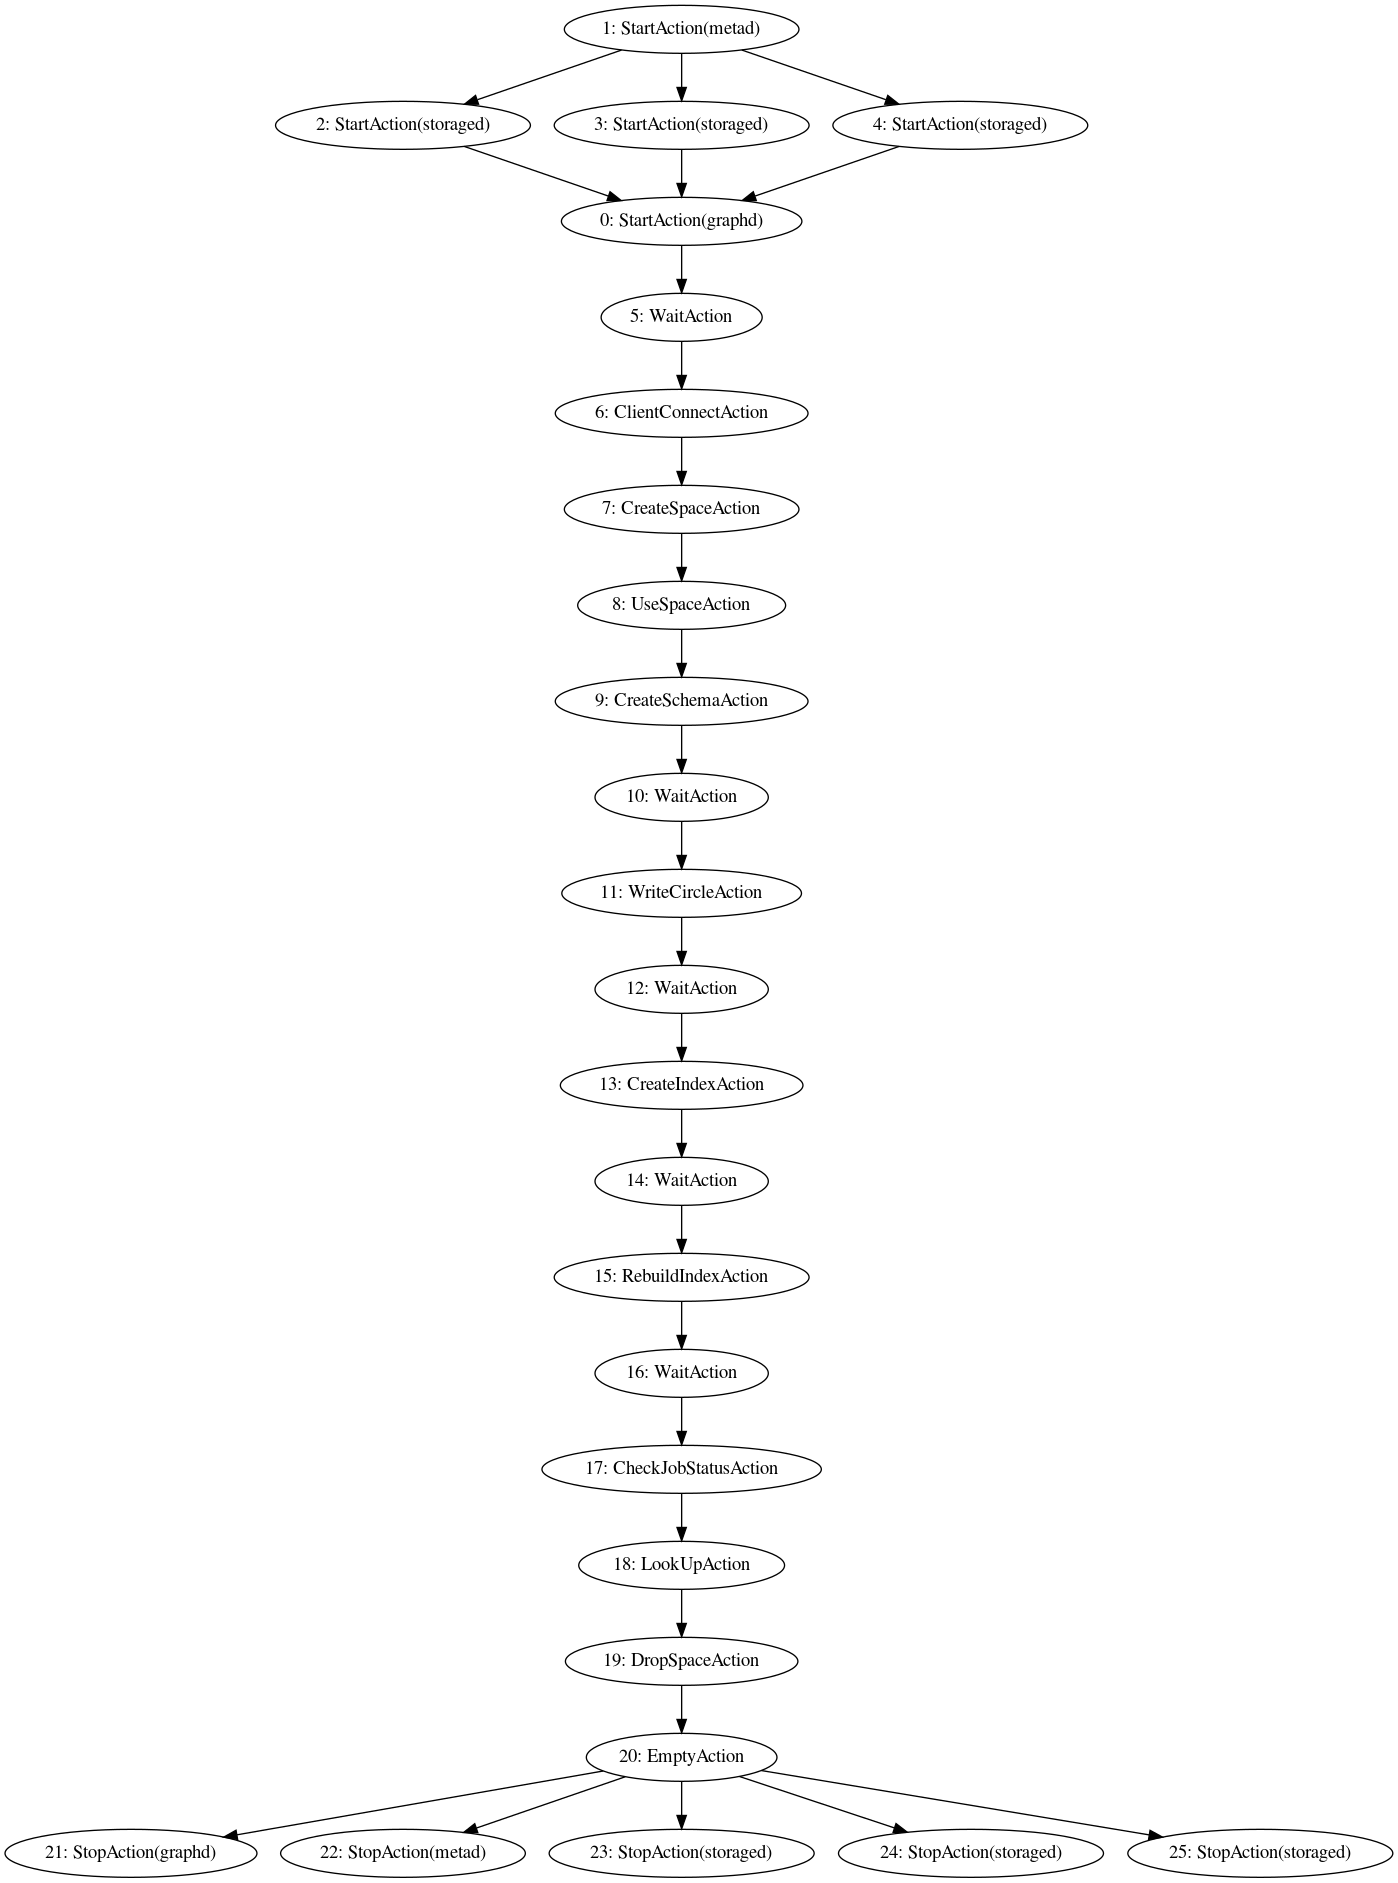 1: StartAction(metad)
2: StartAction(storaged)
3: StartAction(storaged)
4: StartAction(storaged)
0: StartAction(graphd)
5: WaitAction
6: ClientConnectAction
7: CreateSpaceAction
8: UseSpaceAction
9: CreateSchemaAction
10: WaitAction
11: WriteCircleAction
12: WaitAction
13: CreateIndexAction
14: WaitAction
15: RebuildIndexAction
16: WaitAction
17: CheckJobStatusAction
18: LookUpAction
19: DropSpaceAction
20: EmptyAction
21: StopAction(graphd)
22: StopAction(metad)
23: StopAction(storaged)
24: StopAction(storaged)
25: StopAction(storaged)